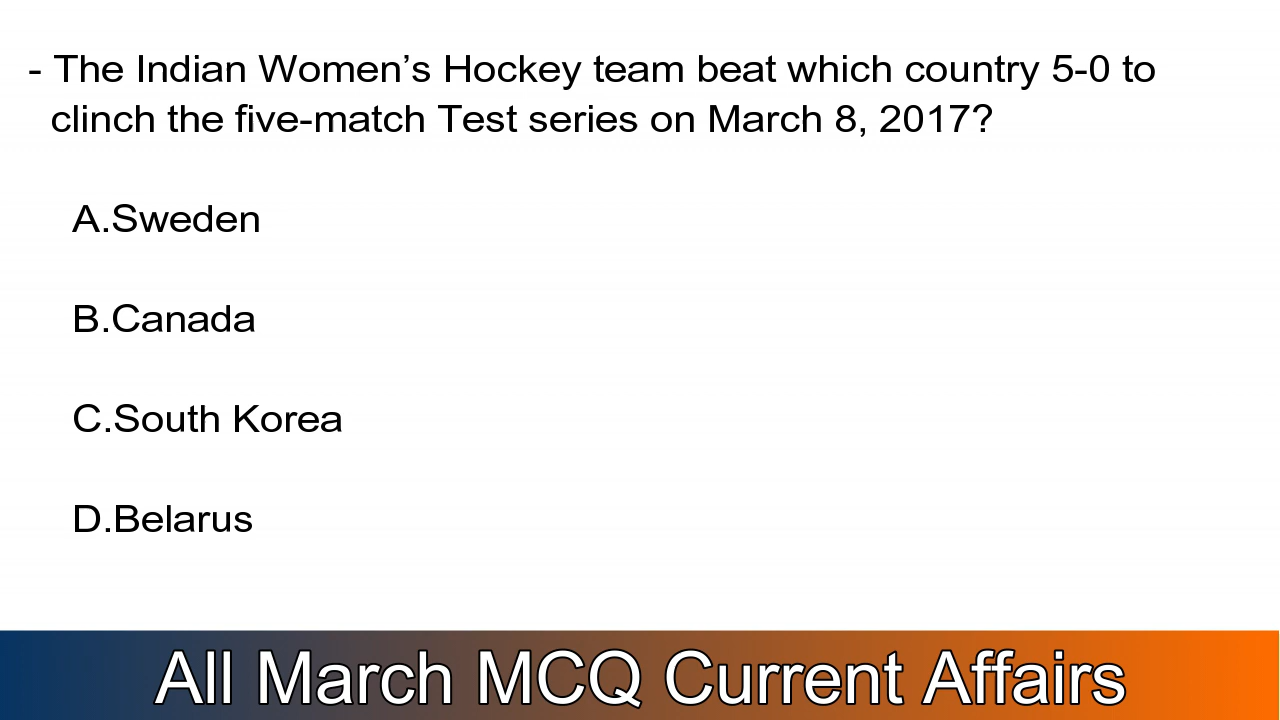 - The Indian Women’s Hockey team beat which country 5-0 to
clinch the five-match Test series on March 8, 2017?
A.Sweden
B.Canada
C.South Korea
D.Belarus
All March MCQ Current Affairs